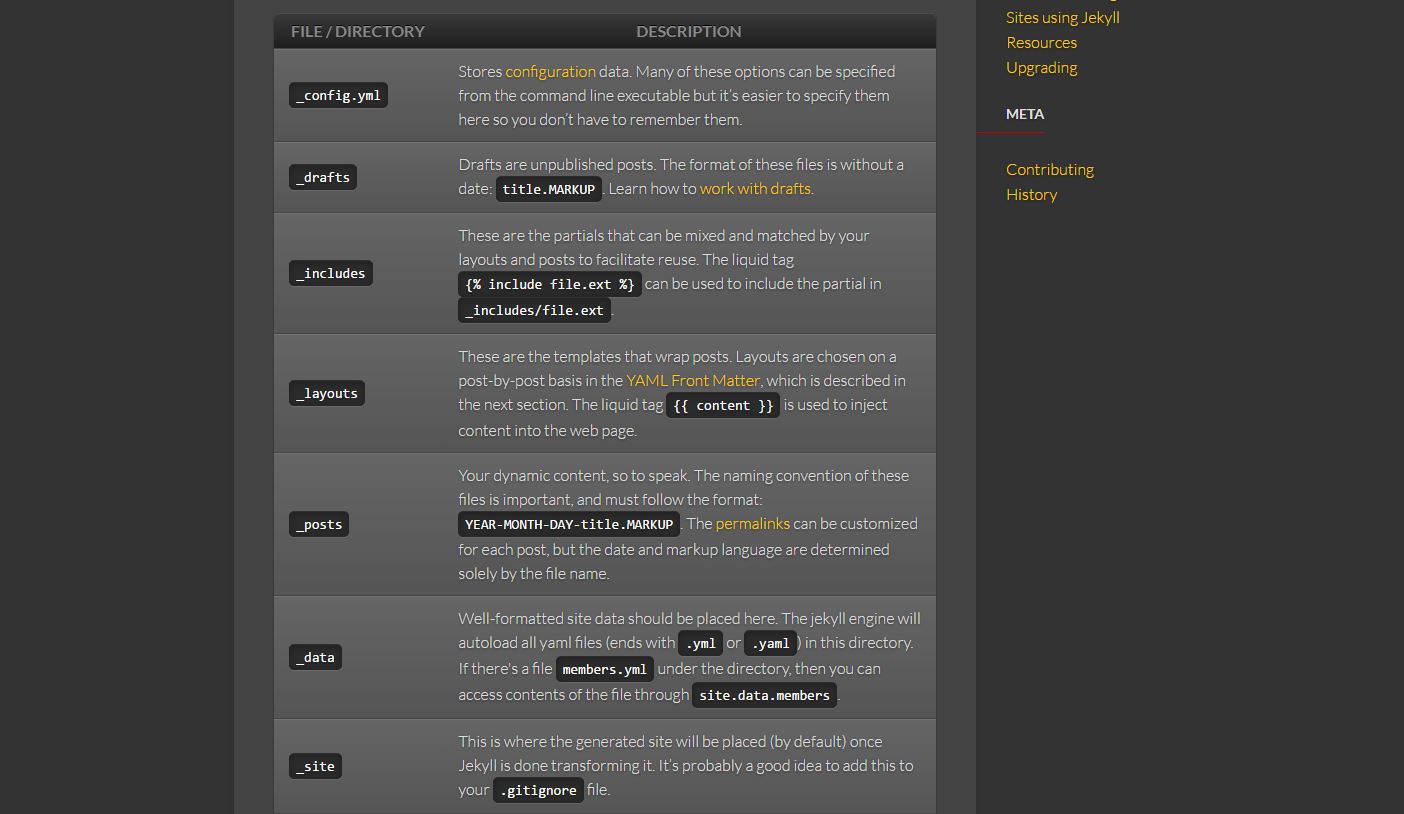 FILE / DIRECTORY DESCRIPTION
_config.yml
Stores configuration data. Many of these options can be specified
from the command line executable but it’s easier to specify them
here so you don’t have to remember them.
_drafts
Drafts are unpublished posts. The format of these files is without a
date: title.MARKUP. Learn how to work with drafts.
_includes
These are the partials that can be mixed and matched by your
layouts and posts to facilitate reuse. The liquid tag
{% include file.ext %} can be used to include the partial in
_includes/file.ext.
_layouts
These are the templates that wrap posts. Layouts are chosen on a
post-by-post basis in the YAML Front Matter, which is described in
the next section. The liquid tag {{ content }} is used to inject
content into the web page.
_posts
Your dynamic content, so to speak. The naming convention of these
files is important, and must follow the format:
YEAR-MONTH-DAY-title.MARKUP. The permalinks can be customized
for each post, but the date and markup language are determined
solely by the file name.
_data
Well-formatted site data should be placed here. The jekyll engine will
autoload all yaml files (ends with .yml or .yaml) in this directory.
If there's a file members.yml under the directory, then you can
access contents of the file through site.data.members.
_site
This is where the generated site will be placed (by default) once
Jekyll is done transforming it. It’s probably a good idea to add this to
your .gitignore file.
Sites using Jekyll
Resources
Upgrading
META
Contributing
History